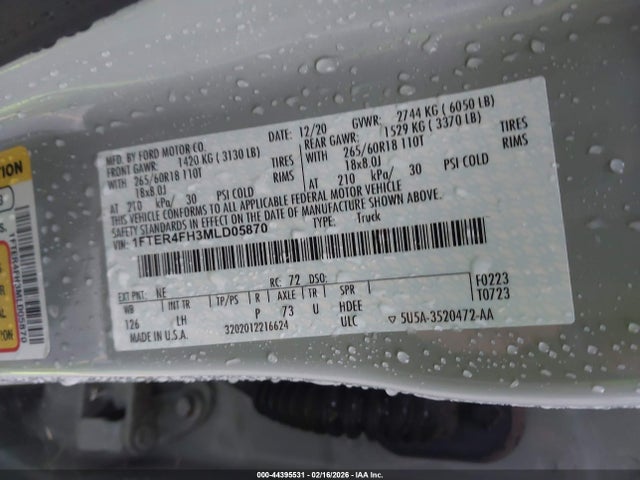 MFD. BY FORD MOTOR CO.
DATE: 12/20 GVWR: 2744 KG ( 6050 LB)
FRONT GAWR: 1420 KG ( 3130 LB)
REAR GAWR: 1529 KG ( 3370 LB)
WITH 265/60R18 110T TIRES
WITH 265/60R18 110T TIRES
18x8.0J RIMS
18x8.0J RIMS
AT 210 kPa/ 30 PSI COLD
AT 210 kPa/ 30 PSI COLD
THIS VEHICLE CONFORMS TO ALL APPLICABLE FEDERAL MOTOR VEHICLE
SAFETY STANDARDS IN EFFECT ON THE DATE OF MANUFACTURE SHOWN ABOVE.
VIN: 1FTER4FH3MLD05870 TYPE: Truck
EXT PNT: NE RC: 72 DSO: F0223
WB INT TR TP/PS R AXLE TR SPR T0723
126 LH P 73 U HDEE
MADE IN U.S.A. 3202012216624 ULC ▽ 5U5A-3520472-AA
1FTER4FH3MLD05870
000-44395531 - 02/16/2026 - IAA Inc.